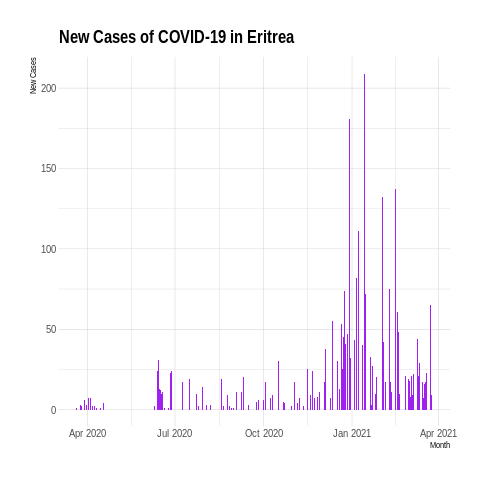 New Cases of COVID-19 in Eritrea
New Cases
200
150
100
50
0
Apr 2020 Jul 2020 Oct 2020 Jan 2021 Apr 2021
Month